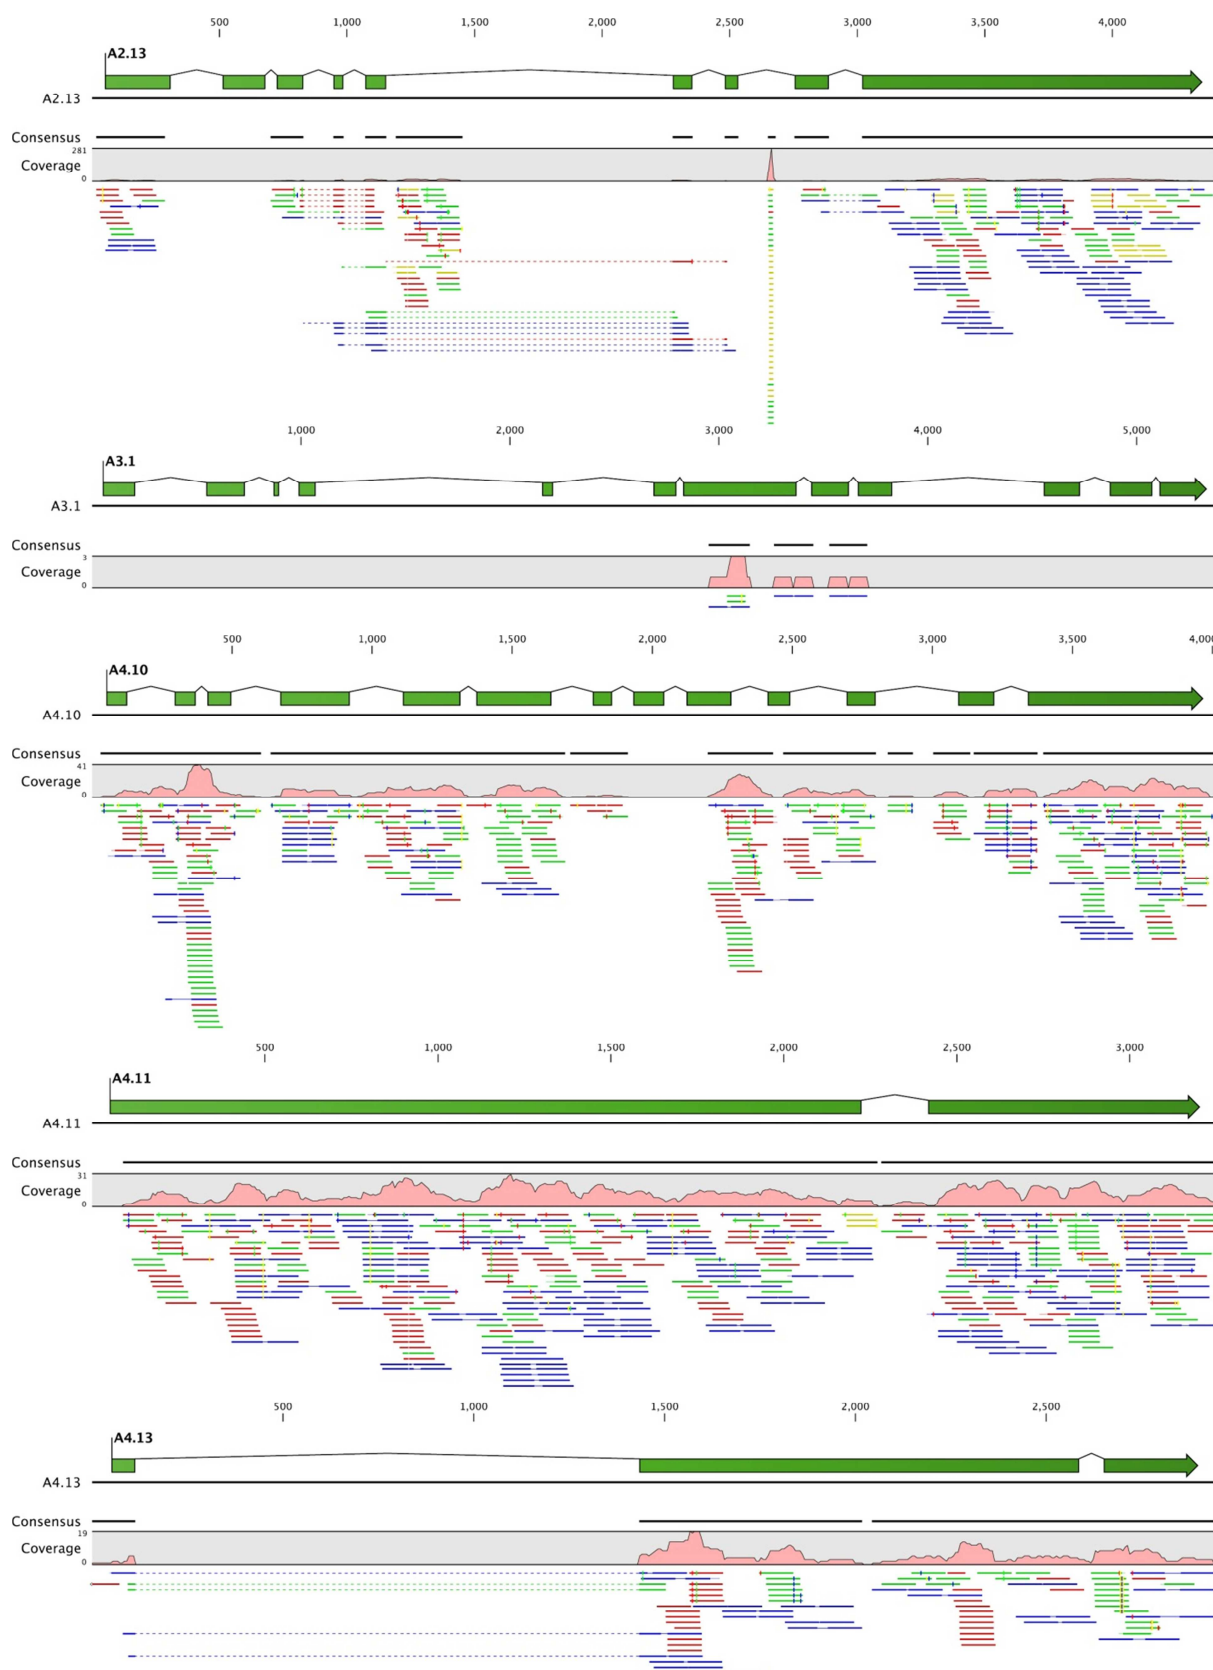 500 1,000 1,500 2,000 2,500 3,000 3,500 4,000
A2.13
A2.13
Consensus
281
Coverage
0
1,000 2,000 3,000 4,000 5,000
A3.1
A3.1
Consensus
3
Coverage
0
500 1,000 1,500 2,000 2,500 3,000 3,500 4,000
A4.10
A4.10
Consensus
41
Coverage
0
500 1,000 1,500 2,000 2,500 3,000
A4.11
A4.11
Consensus
31
Coverage
0
500 1,000 1,500 2,000 2,500
A4.13
A4.13
Consensus
19
Coverage
0